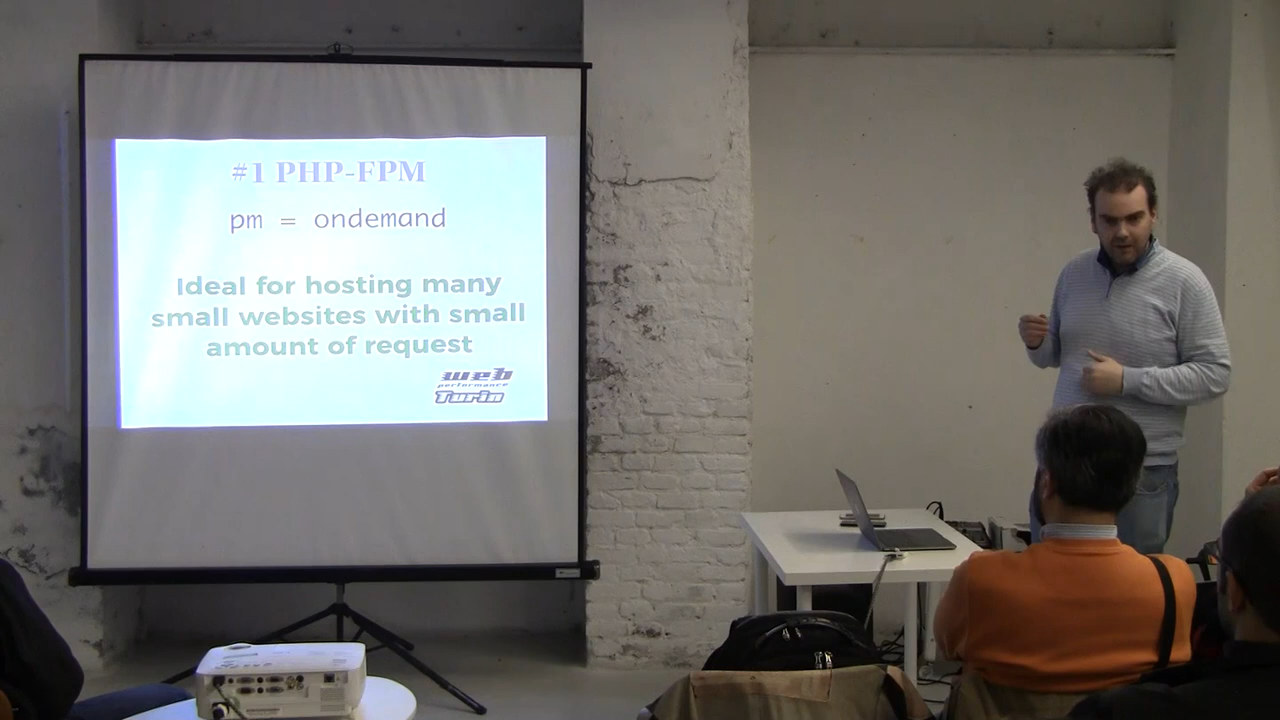 #1 PHP-FPM
pm = ondemand
Ideal for hosting many
small websites with small
amount of request
web
performance
Turin